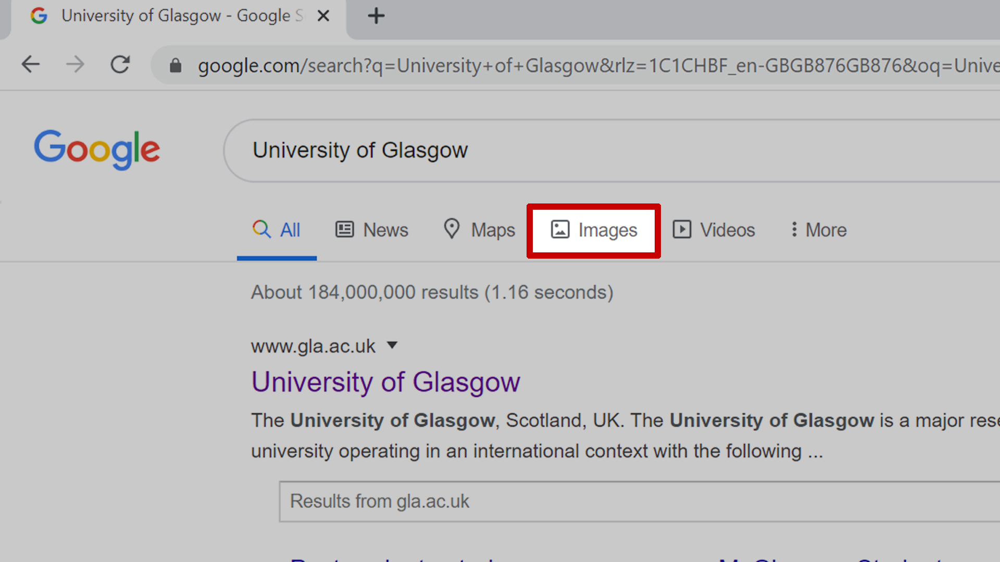 University of Glasgow - Google S
google.com/search?q=University+of+Glasgow&rlz=1C1CHBF_en-GBGB876GB876&oq=Unive
Google
University of Glasgow
All News Maps Images Videos More
About 184,000,000 results (1.16 seconds)
www.gla.ac.uk
University of Glasgow
The University of Glasgow, Scotland, UK. The University of Glasgow is a major rese
university operating in an international context with the following ...
Results from gla.ac.uk